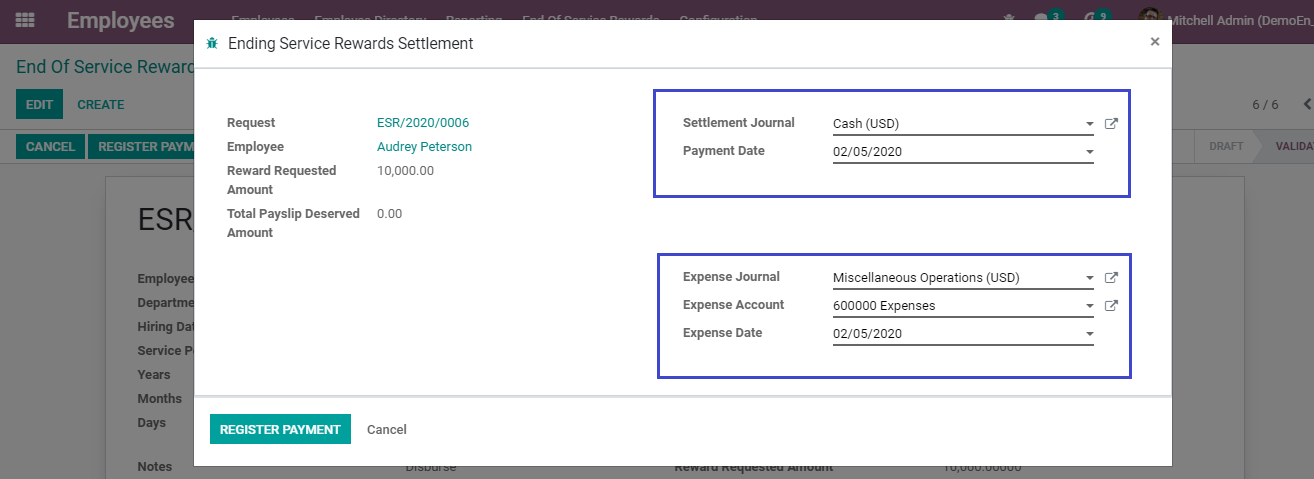 Employees
Employees Employee Directory Reporting End Of Service Rewards Configuration
3
9
Mitchell Admin (DemoEn_
End Of Service Reward
EDIT
CREATE
6 / 6
CANCEL
REGISTER PAYM
DRAFT
VALIDA
ESR
Employee
Departme
Hiring Dat
Service P
Years
Months
Days
Notes
Disburse
Reward Requested Amount
10,000.00000
Ending Service Rewards Settlement
×
Request ESR/2020/0006
Employee Audrey Peterson
Reward Requested 10,000.00
Amount
Total Payslip Deserved 0.00
Amount
Settlement Journal Cash (USD)
Payment Date 02/05/2020
Expense Journal Miscellaneous Operations (USD)
Expense Account 600000 Expenses
Expense Date 02/05/2020
REGISTER PAYMENT
Cancel